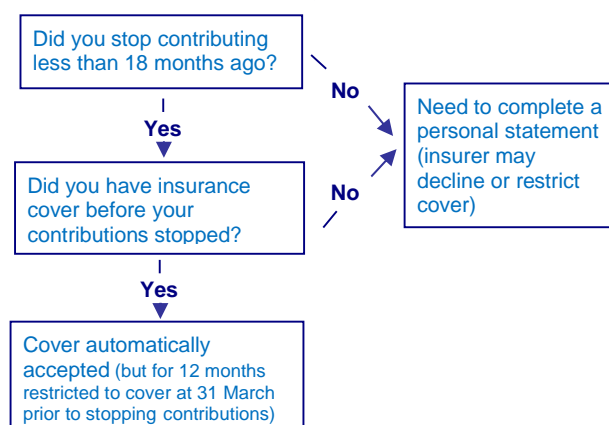 Did you stop contributing
less than 18 months ago?
No
Need to complete a
personal statement
(insurer may
decline or restrict
cover)
Yes
Did you have insurance
cover before your
contributions stopped?
No
Yes
Cover automatically
accepted (but for 12 months
restricted to cover at 31 March
prior to stopping contributions)